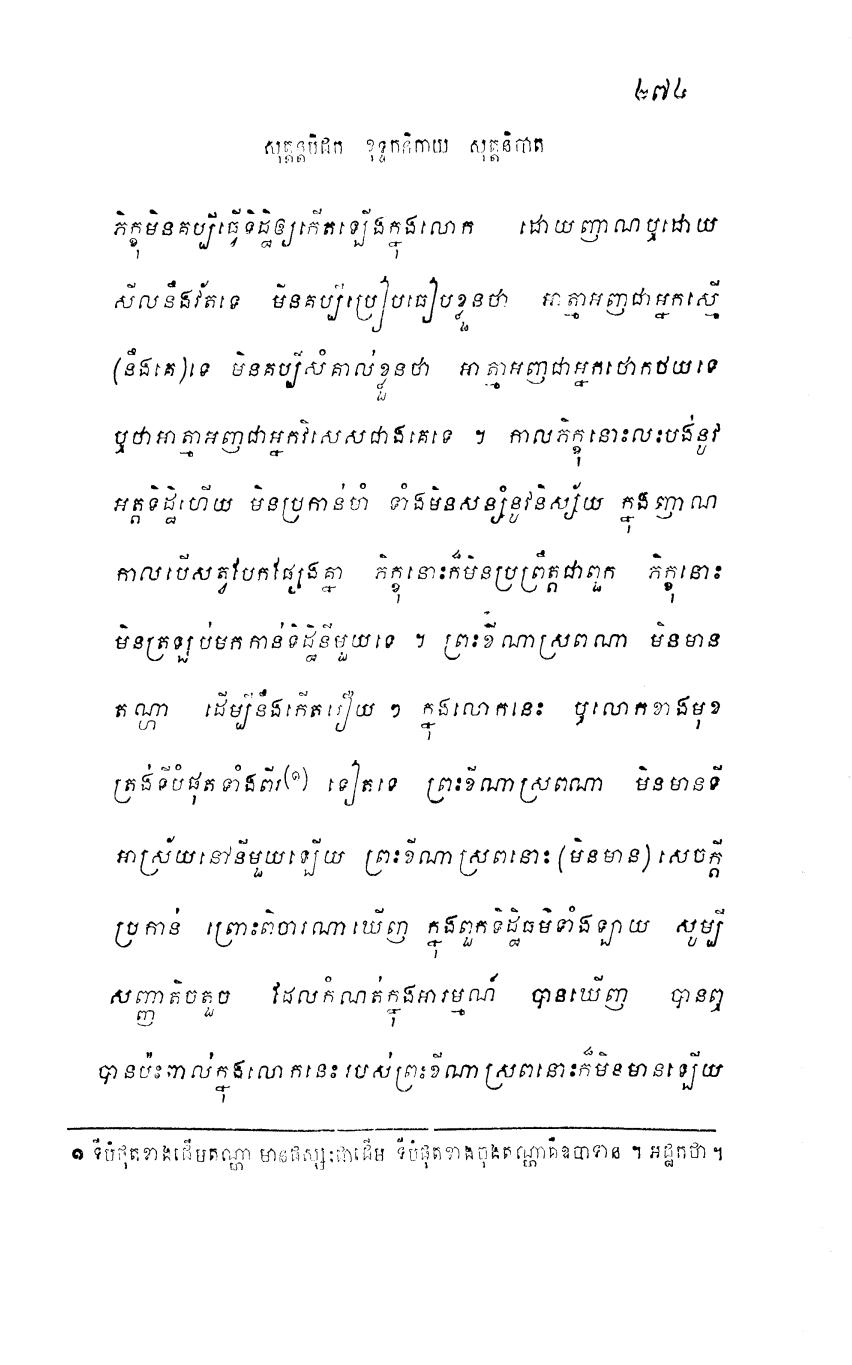 ២៧៤
សុត្តន្តបិដក ខុទ្ទកនិកាយ សុត្តនិបាត
ភិក្ខុមិនគប្បីធ្វើទិដ្ឋិឲ្យកើតឡើងក្នុងលោក ដោយញាណឬដោយ
សីលនឹងវ័តទេ មិនគប្បីប្រៀបធៀបខ្លួនថា អាត្មាអញជាអ្នកស្មើ
(នឹងគេ)ទេ មិនគប្បីសំគាល់ខ្លួនថា អាត្មាអញជាអ្នកថោកថយទេ
ឬថាអាត្មាអញជាអ្នកវិសេសជាងគេទេ ។ កាលភិក្ខុនោះលះបង់នូវ
អត្តទិដ្ឋិហើយ មិនប្រកាន់មាំ ទាំងមិនសន្សំនូវនិស្ស័យ ក្នុងញាណ
កាលបើសត្វបែកផ្សេងគ្នា ភិក្ខុនោះក៏មិនប្រព្រឹត្តជាពួក ភិក្ខុនោះ
មិនត្រឡប់មកកាន់ទិដ្ឋិនីមួយទេ ។ ព្រះខីណាស្រពណា មិនមាន
តណ្ហា ដើម្បីនឹងកើតរឿយ ៗ ក្នុងលោកនេះ ឬលោកខាងមុខ
ត្រង់ទីបំផុតទាំងពីរ(១) ទៀតទេ ព្រះខីណាស្រពណា មិនមានទី
អាស្រ័យនៅនីមួយឡើយ ព្រះខីណាស្រពនោះ (មិនមាន) សេចក្តី
ប្រកាន់ ព្រោះពិចារណាឃើញ ក្នុងពួកទិដ្ឋិធម៌ទាំងឡាយ សូម្បី
សញ្ញាតិចតួច ដែលកំណត់ក្នុងអារម្មណ៍ បានឃើញ បានឮ
បានប៉ះពាល់ក្នុងលោកនេះ របស់ព្រះខីណាស្រពនោះក៏មិនមានឡើយ
១ ទីបំផុតខាងដើមតណ្ហា មានផស្សៈជាដើម ទីបំផុតខាងចុងតណ្ហាគឺឧបាទាន ។ អដ្ឋកថា ។